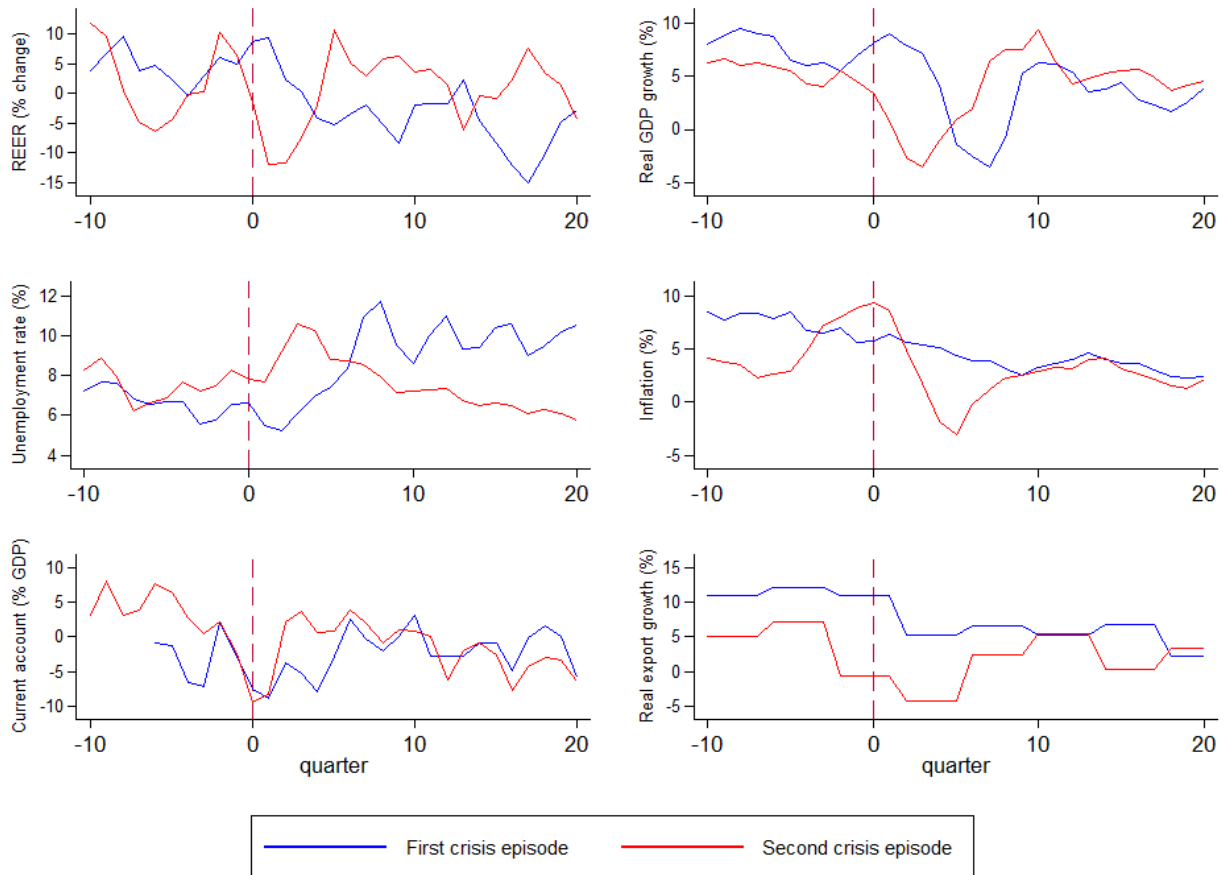 REER (% change)
10
5
0
-5
-10
-15
-10 0 10 20
Real GDP growth (%)
10
5
0
-5
-10 0 10 20
Unemployment rate (%)
12
10
8
6
4
-10 0 10 20
Inflation (%)
10
5
0
-5
-10 0 10 20
Current account (% GDP)
10
5
0
-5
-10
-10 0 10 20
quarter
Real export growth (%)
15
10
5
0
-5
-10 0 10 20
quarter
First crisis episode Second crisis episode